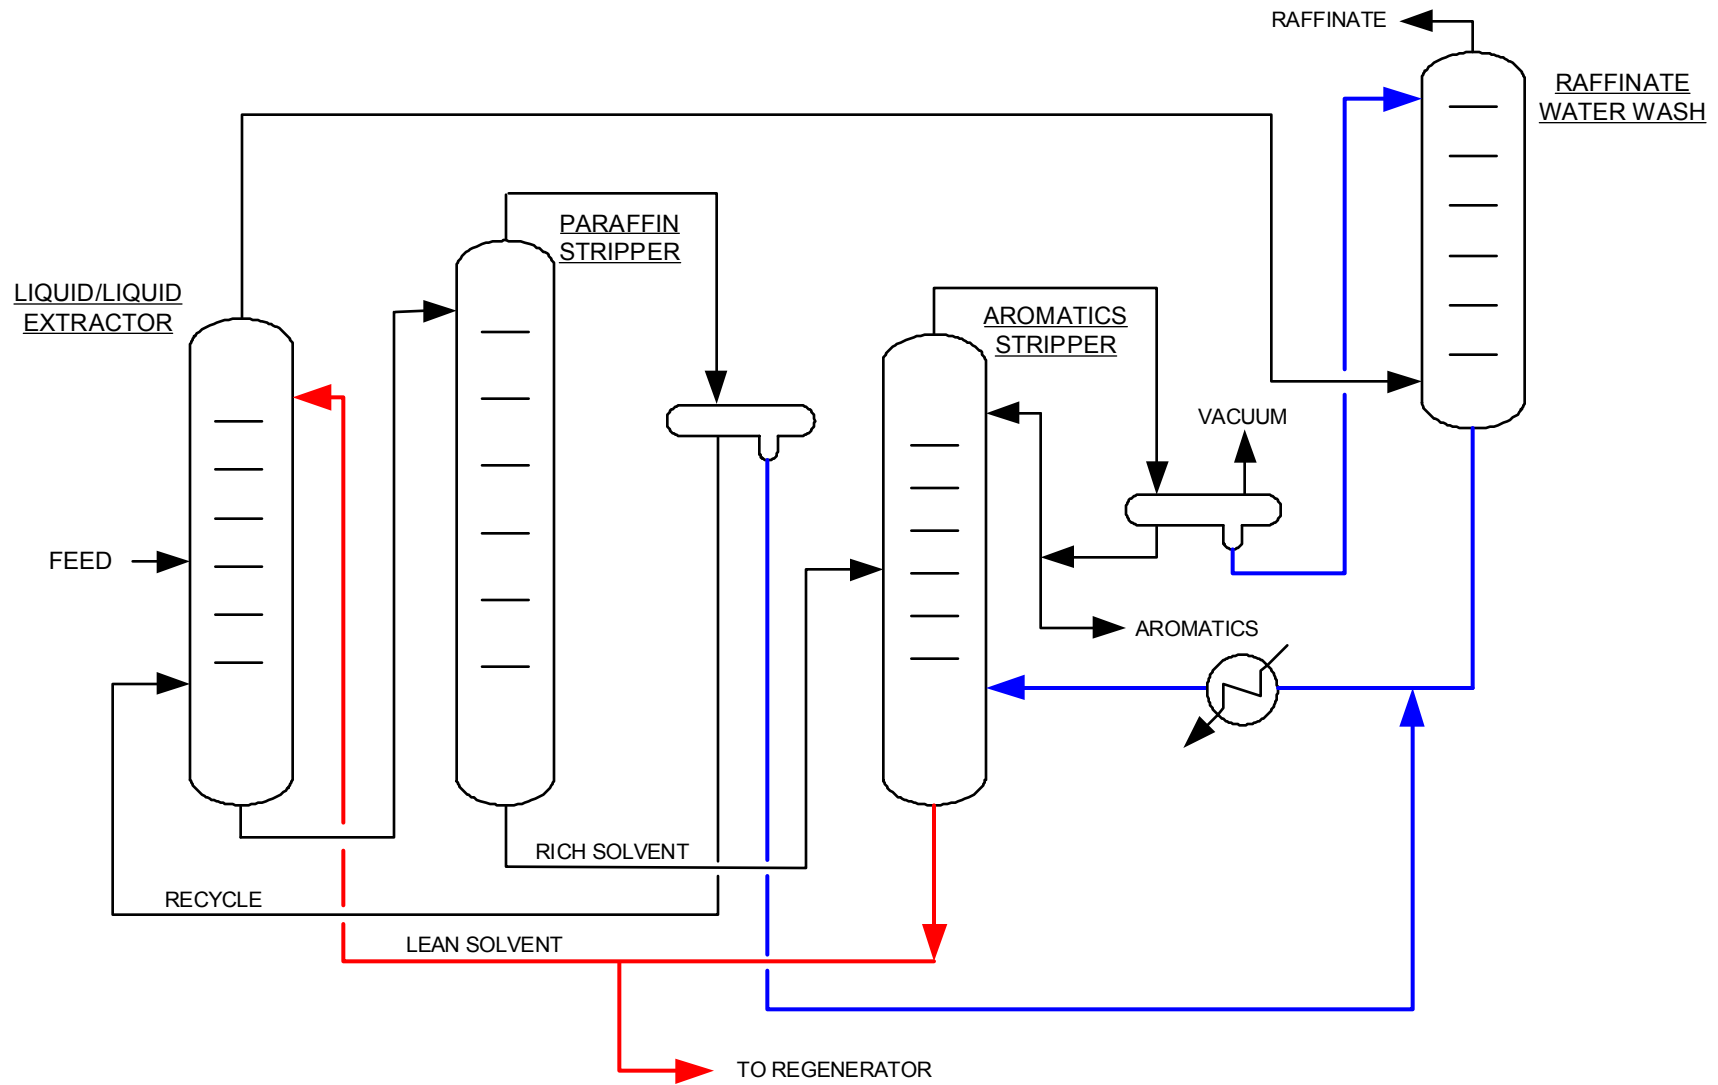 RAFFINATE
RAFFINATE
WATER WASH
PARAFFIN
STRIPPER
LIQUID/LIQUID
EXTRACTOR
AROMATICS
STRIPPER
VACUUM
FEED
AROMATICS
RICH SOLVENT
RECYCLE
LEAN SOLVENT
TO REGENERATOR